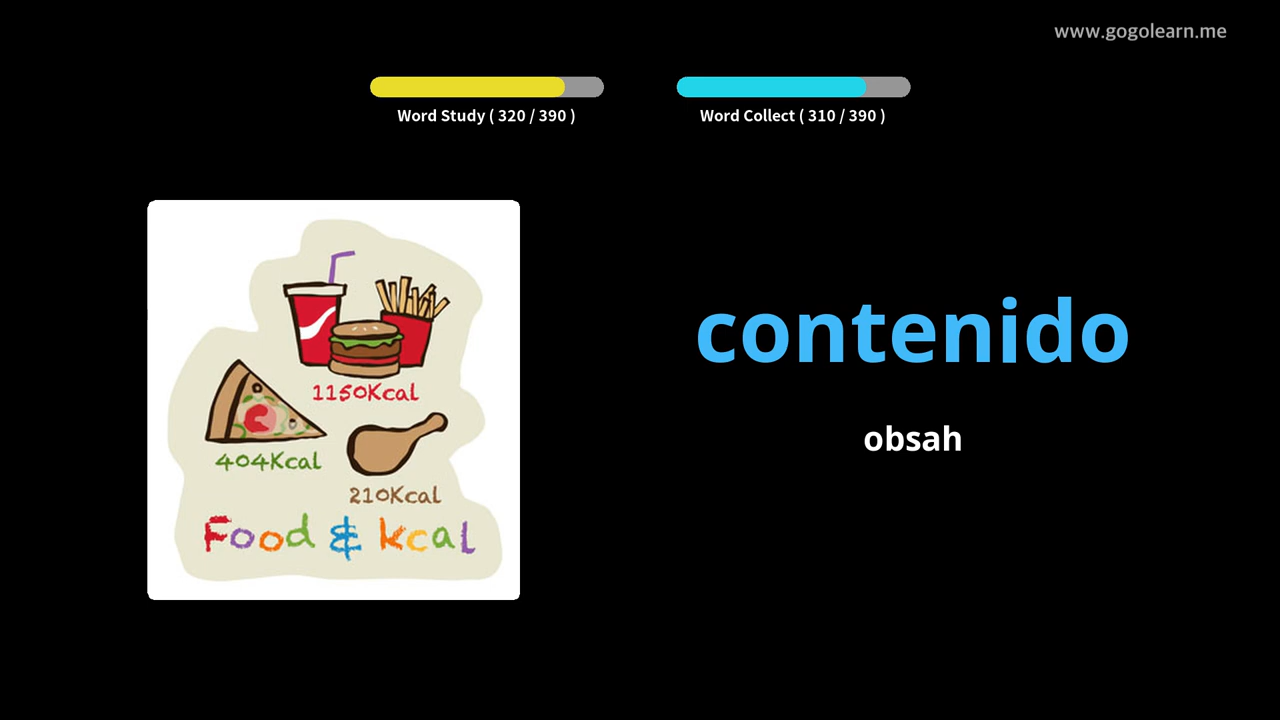 www.gogolearn.me
Word Study ( 320 / 390 )
Word Collect ( 310 / 390 )
1150Kcal
404Kcal
210Kcal
Food & kcal
contenido
obsah